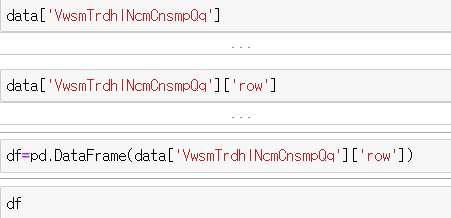 data['VwsmTrdhlNcmCnsmpQq']
...
data['VwsmTrdhlNcmCnsmpQq']['row']
...
df=pd.DataFrame(data['VwsmTrdhlNcmCnsmpQq']['row'])
df